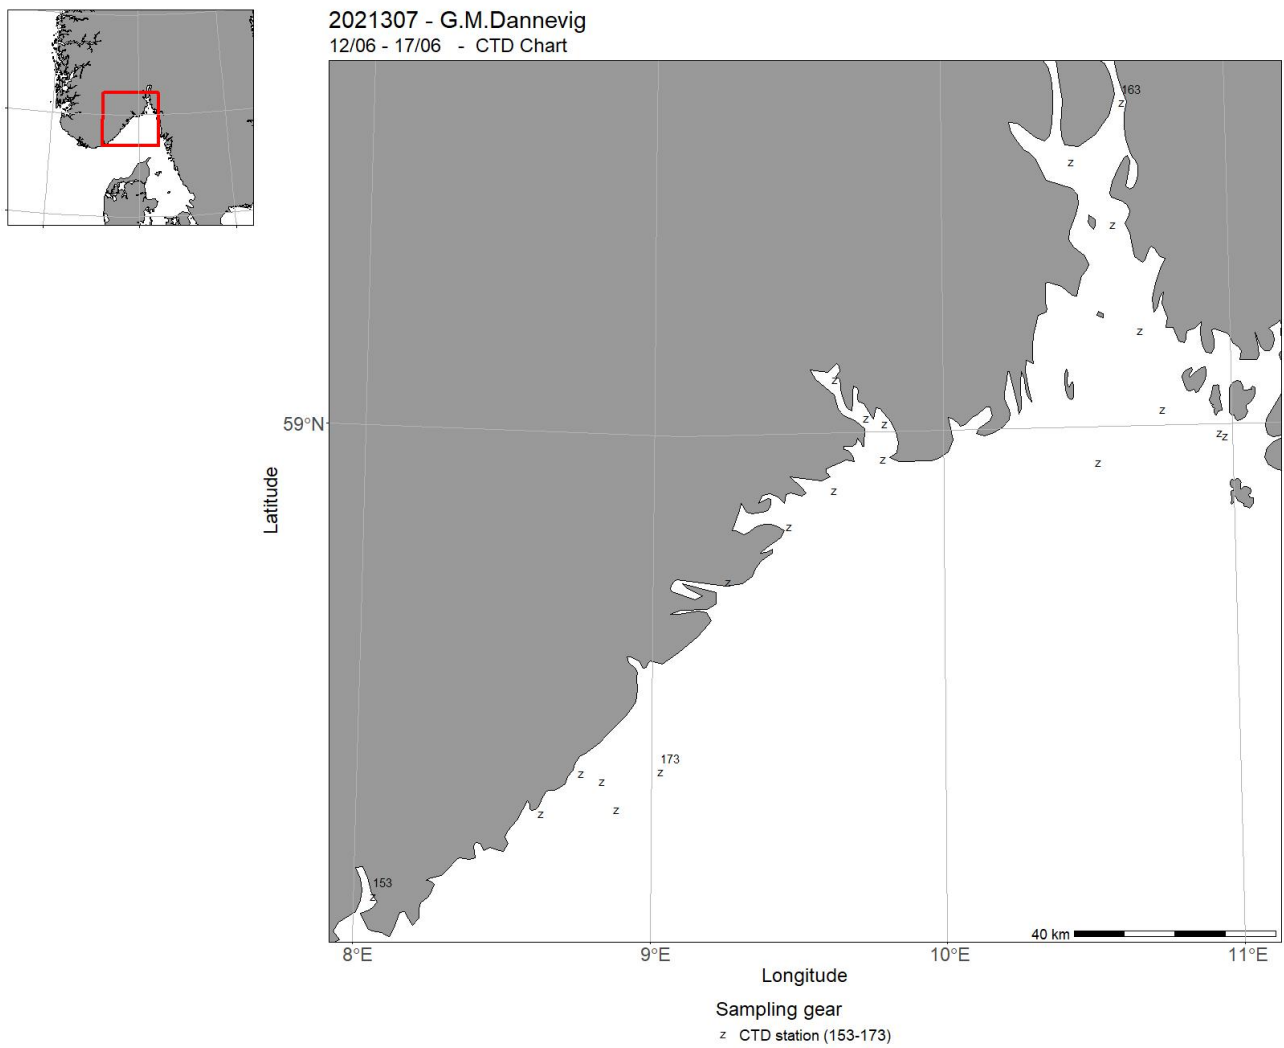 2021307 - G.M.Dannevig
12/06 - 17/06 - CTD Chart
163
z
z
z
z
z
z
z
z
z z
z
z
z
z
z
59°N
Latitude
173
z
z
z
z
z
153
z
40 km
8°E 9°E 10°E 11°E
Longitude
Sampling gear
z CTD station (153-173)